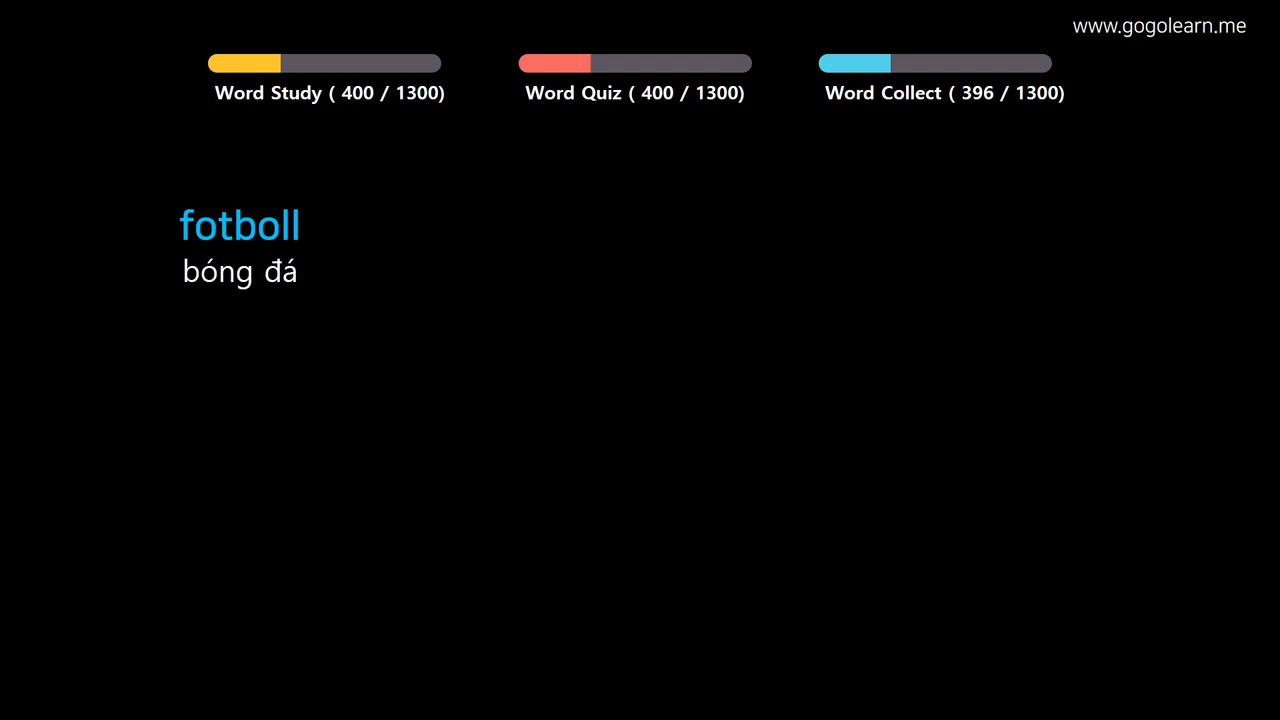 www.gogolearn.me
Word Study ( 400 / 1300)
Word Quiz ( 400 / 1300)
Word Collect ( 396 / 1300)
fotboll
bóng đá